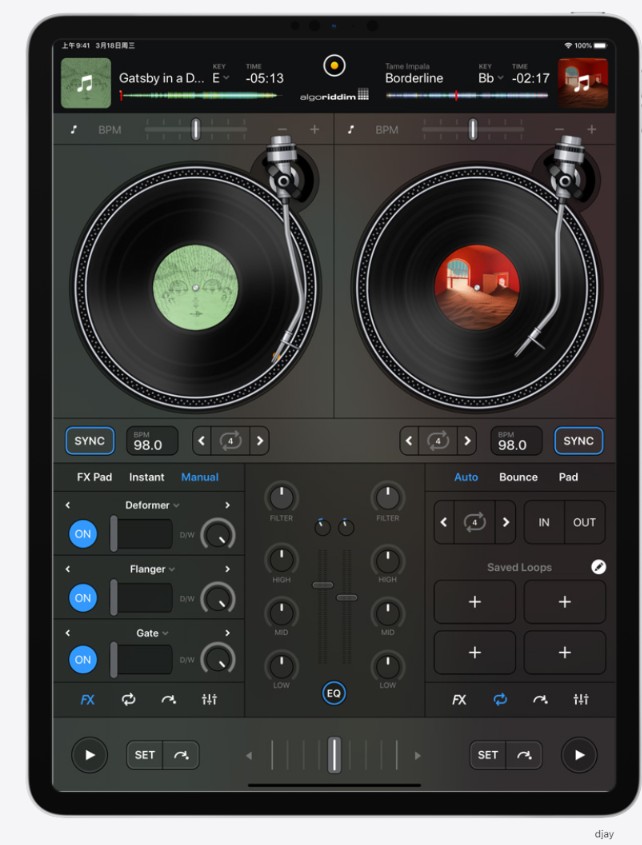 上午9:41 3月18日周三
100%
Gatsby in a D...
KEY
E
TIME
-05:13
algoriddim
Tame Impala
Borderline
KEY
Bb
TIME
-02:17
BPM
BPM
SYNC
BPM
98.0
4
4
BPM
98.0
SYNC
FX Pad Instant Manual
Deformer
ON
D/W
Flanger
ON
D/W
Gate
ON
D/W
FX
FILTER
FILTER
HIGH
HIGH
MID
MID
LOW
LOW
EQ
Auto Bounce Pad
4
IN OUT
Saved Loops
FX
SET
SET
djay